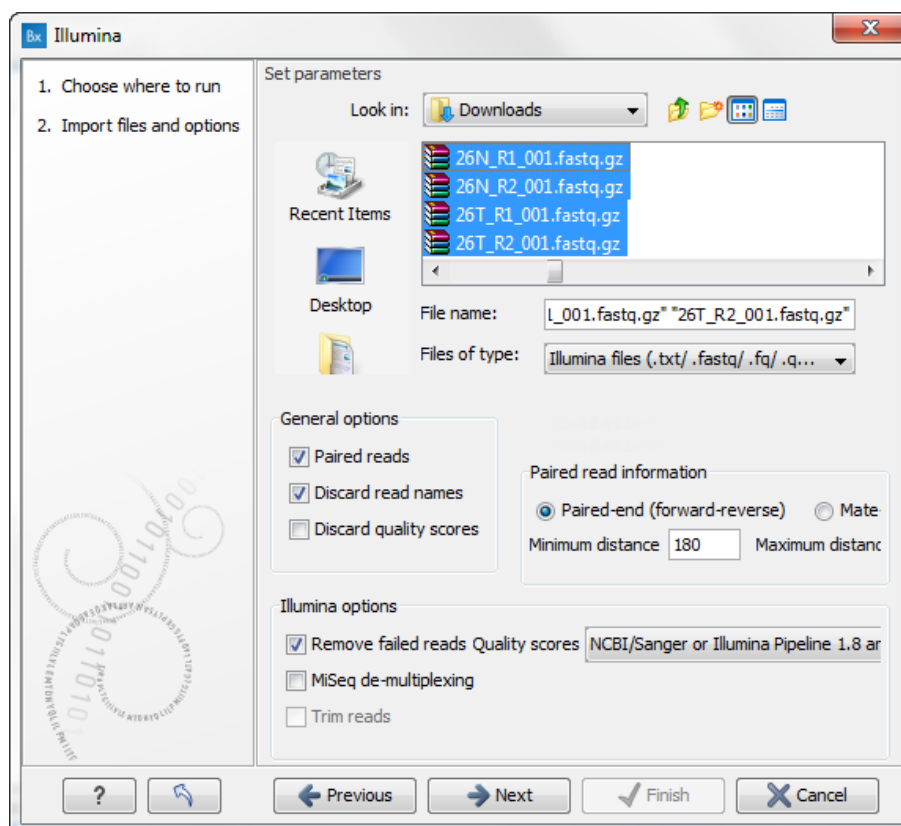 Bx Illumina
1. Choose where to run
2. Import files and options
Set parameters
Look in: Downloads
Recent Items
Desktop
26N_R1_001.fastq.gz
26N_R2_001.fastq.gz
26T_R1_001.fastq.gz
26T_R2_001.fastq.gz
File name: _001.fastq.gz" "26T_R2_001.fastq.gz"
Files of type: Illumina files (.txt/ .fastq/ .fq/ .q...
General options
Paired reads
Discard read names
Discard quality scores
Paired read information
Paired-end (forward-reverse) Mate-
Minimum distance 180 Maximum distanc
Illumina options
Remove failed reads Quality scores NCBI/Sanger or Illumina Pipeline 1.8 ar
MiSeq de-multiplexing
Trim reads
? Previous Next Finish Cancel